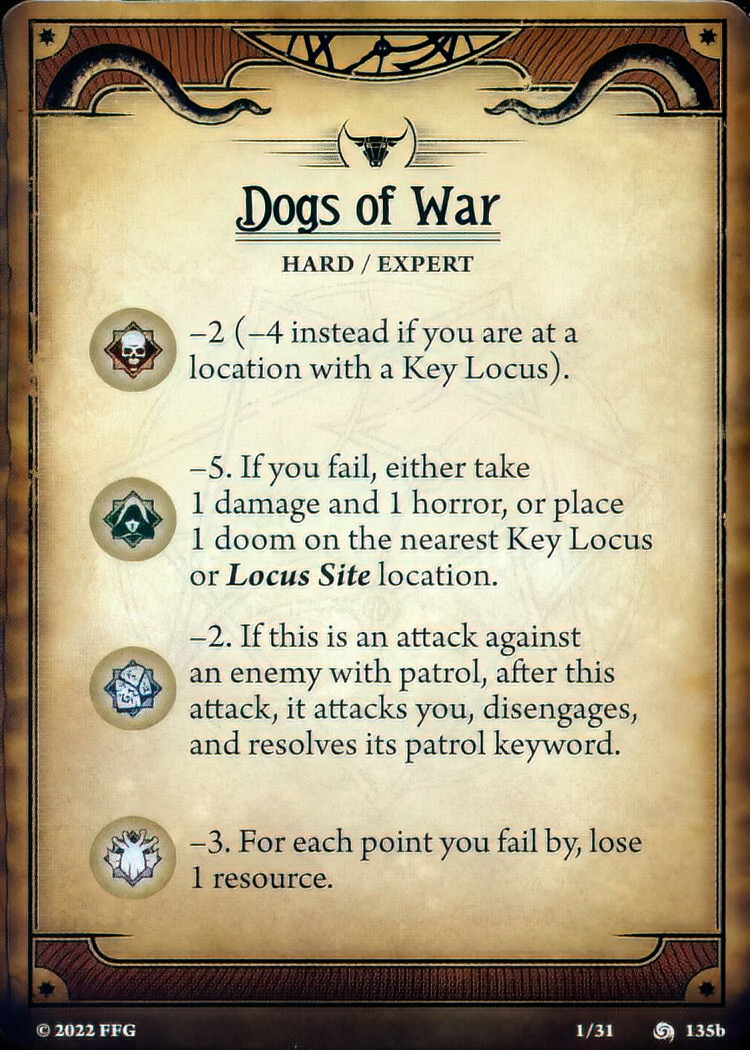 Dogs of War
HARD / EXPERT
–2 (–4 instead if you are at a
location with a Key Locus).
–5. If you fail, either take
1 damage and 1 horror, or place
1 doom on the nearest Key Locus
or Locus Site location.
–2. If this is an attack against
an enemy with patrol, after this
attack, it attacks you, disengages,
and resolves its patrol keyword.
–3. For each point you fail by, lose
1 resource.
© 2022 FFG
1/31
135b